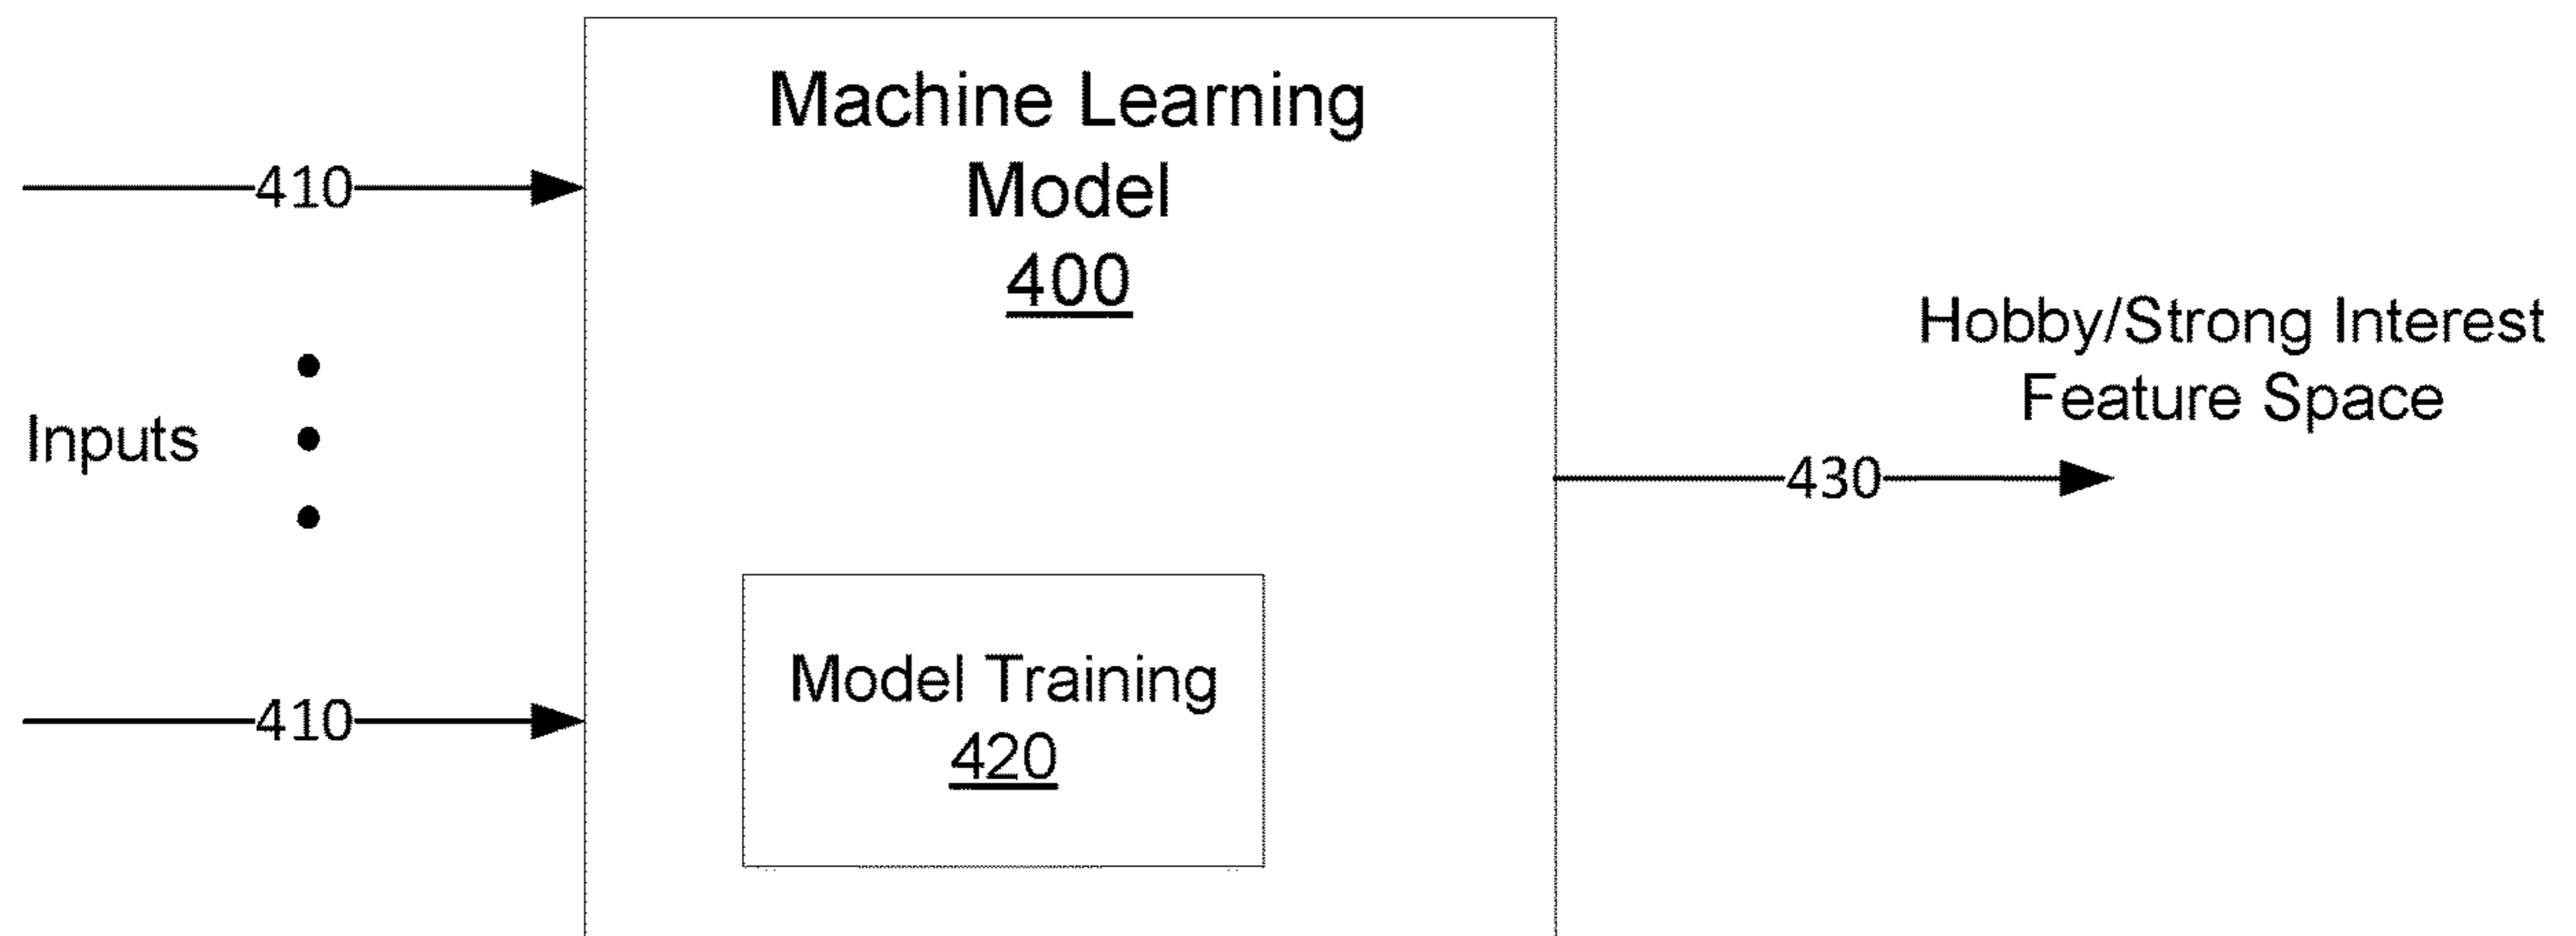 Machine Learning
Model
400
410
Inputs
410
Model Training
420
Hobby/Strong Interest
Feature Space
430